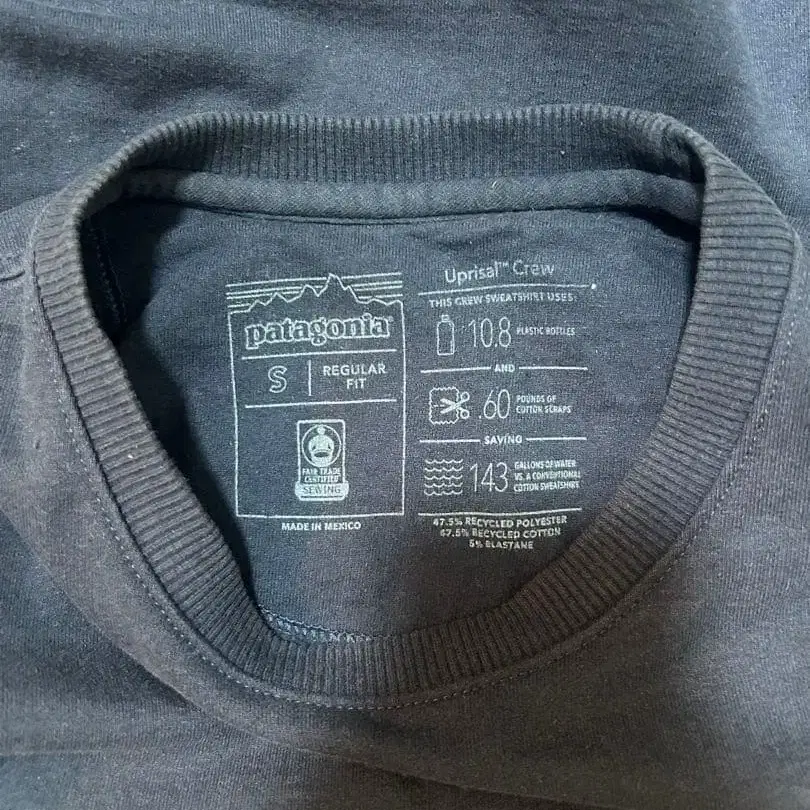 patagonia®
S
REGULAR
FIT
FAIR TRADE
CERTIFIED
SEWING
MADE IN MEXICO
Uprisal™ Crew
THIS CREW SWEATSHIRT USES:
10.8 PLASTIC BOTTLES
AND
.60 POUNDS OF
COTTON SCRAPS
SAVING
143 GALLONS OF WATER
VS. A CONVENTIONAL
COTTON SWEATSHIRT
47.5% RECYCLED POLYESTER
47.5% RECYCLED COTTON
5% ELASTANE